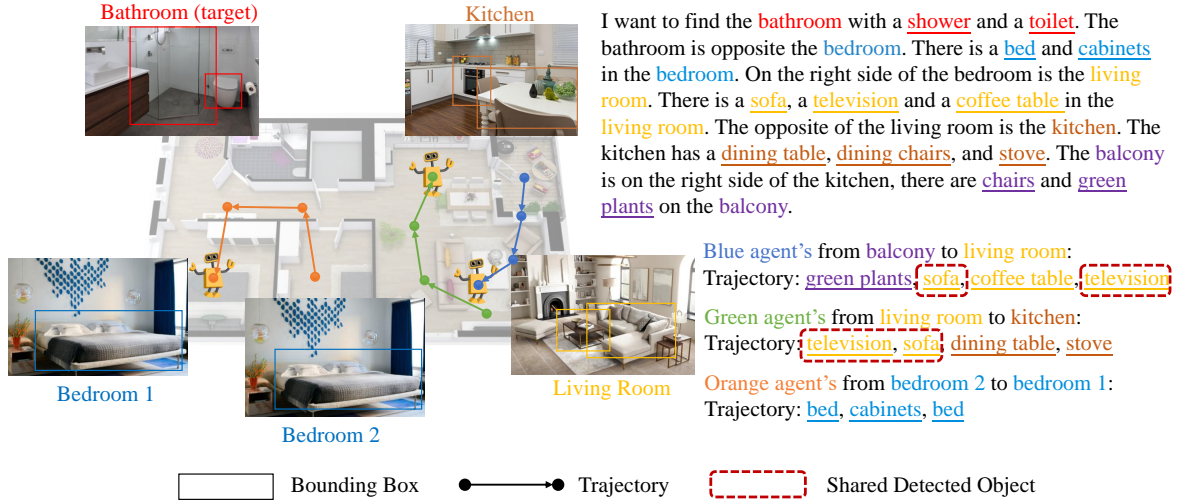 Bathroom (target)
Kitchen
I want to find the bathroom with a shower and a toilet. The
bathroom is opposite the bedroom. There is a bed and cabinets
in the bedroom. On the right side of the bedroom is the living
room. There is a sofa, a television and a coffee table in the
living room. The opposite of the living room is the kitchen. The
kitchen has a dining table, dining chairs, and stove. The balcony
is on the right side of the kitchen, there are chairs and green
plants on the balcony.
Blue agent's from balcony to living room:
Trajectory: green plants, sofa, coffee table, television
Green agent's from living room to kitchen:
Trajectory: television, sofa, dining table, stove
Orange agent's from bedroom 2 to bedroom 1:
Trajectory: bed, cabinets, bed
Bedroom 1
Bedroom 2
Living Room
Bounding Box
Trajectory
Shared Detected Object